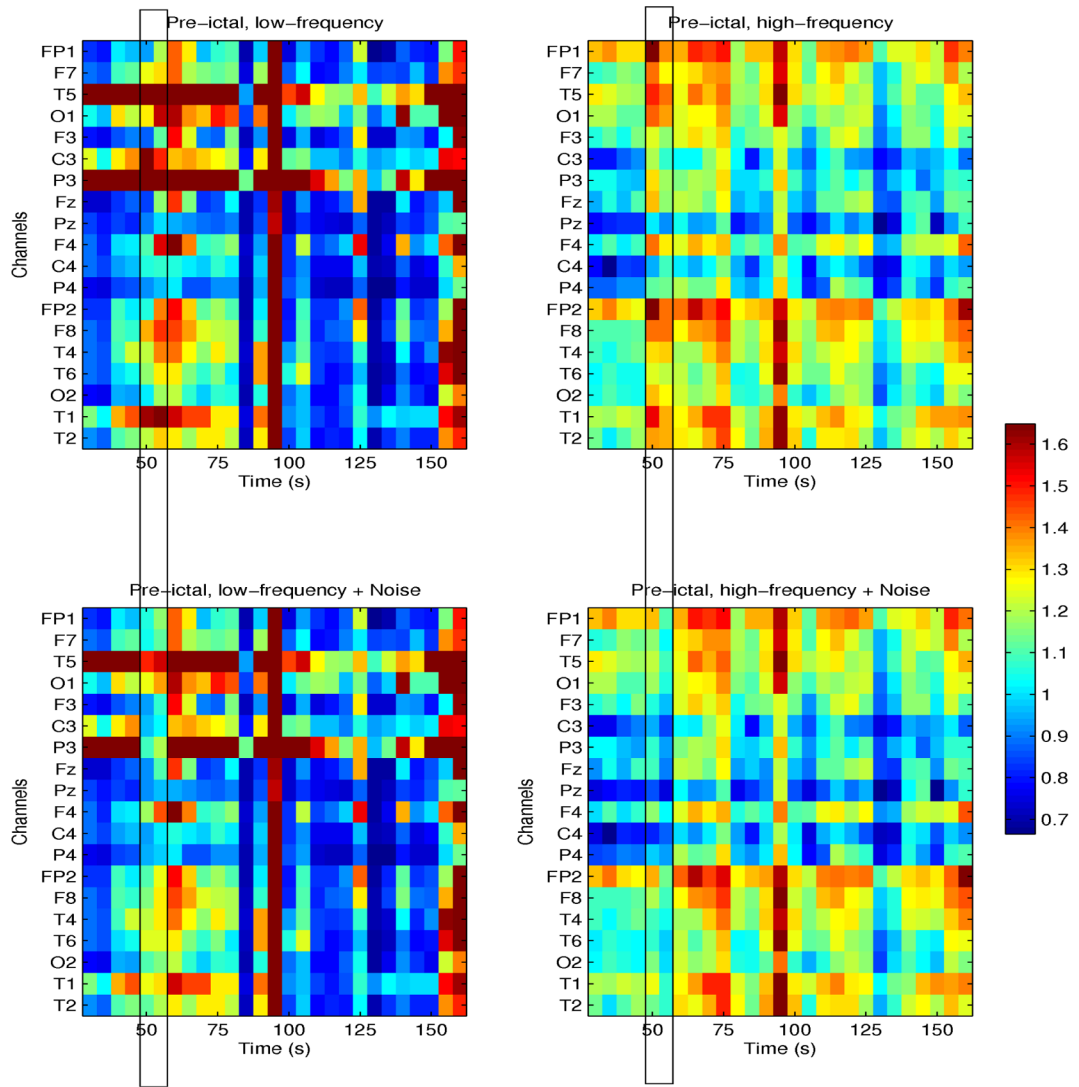 Pre-ictal, low-frequency
Channels
FP1
F7
T5
O1
F3
C3
P3
Fz
Pz
F4
C4
P4
FP2
F8
T4
T6
O2
T1
T2
50 75 100 125 150
Time (s)
Pre-ictal, high-frequency
FP1
F7
T5
O1
F3
C3
P3
Fz
Pz
F4
C4
P4
FP2
F8
T4
T6
O2
T1
T2
50 75 100 125 150
Time (s)
1.6
1.5
1.4
1.3
1.2
1.1
1
0.9
0.8
0.7
Pre-ictal, low-frequency + Noise
Channels
FP1
F7
T5
O1
F3
C3
P3
Fz
Pz
F4
C4
P4
FP2
F8
T4
T6
O2
T1
T2
50 75 100 125 150
Time (s)
Pre-ictal, high-frequency + Noise
Channels
FP1
F7
T5
O1
F3
C3
P3
Fz
Pz
F4
C4
P4
FP2
F8
T4
T6
O2
T1
T2
50 75 100 125 150
Time (s)